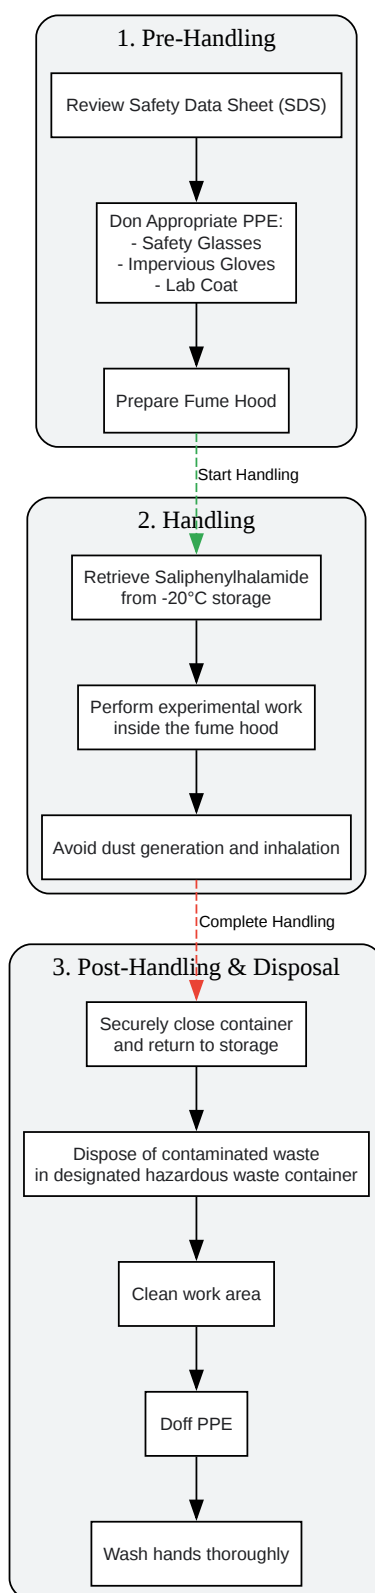 1. Pre-Handling
Review Safety Data Sheet (SDS)
Don Appropriate PPE:
- Safety Glasses
- Impervious Gloves
- Lab Coat
Prepare Fume Hood
Start Handling
2. Handling
Retrieve Saliphenylhalamide
from -20°C storage
Perform experimental work
inside the fume hood
Avoid dust generation and inhalation
Complete Handling
3. Post-Handling & Disposal
Securely close container
and return to storage
Dispose of contaminated waste
in designated hazardous waste container
Clean work area
Doff PPE
Wash hands thoroughly